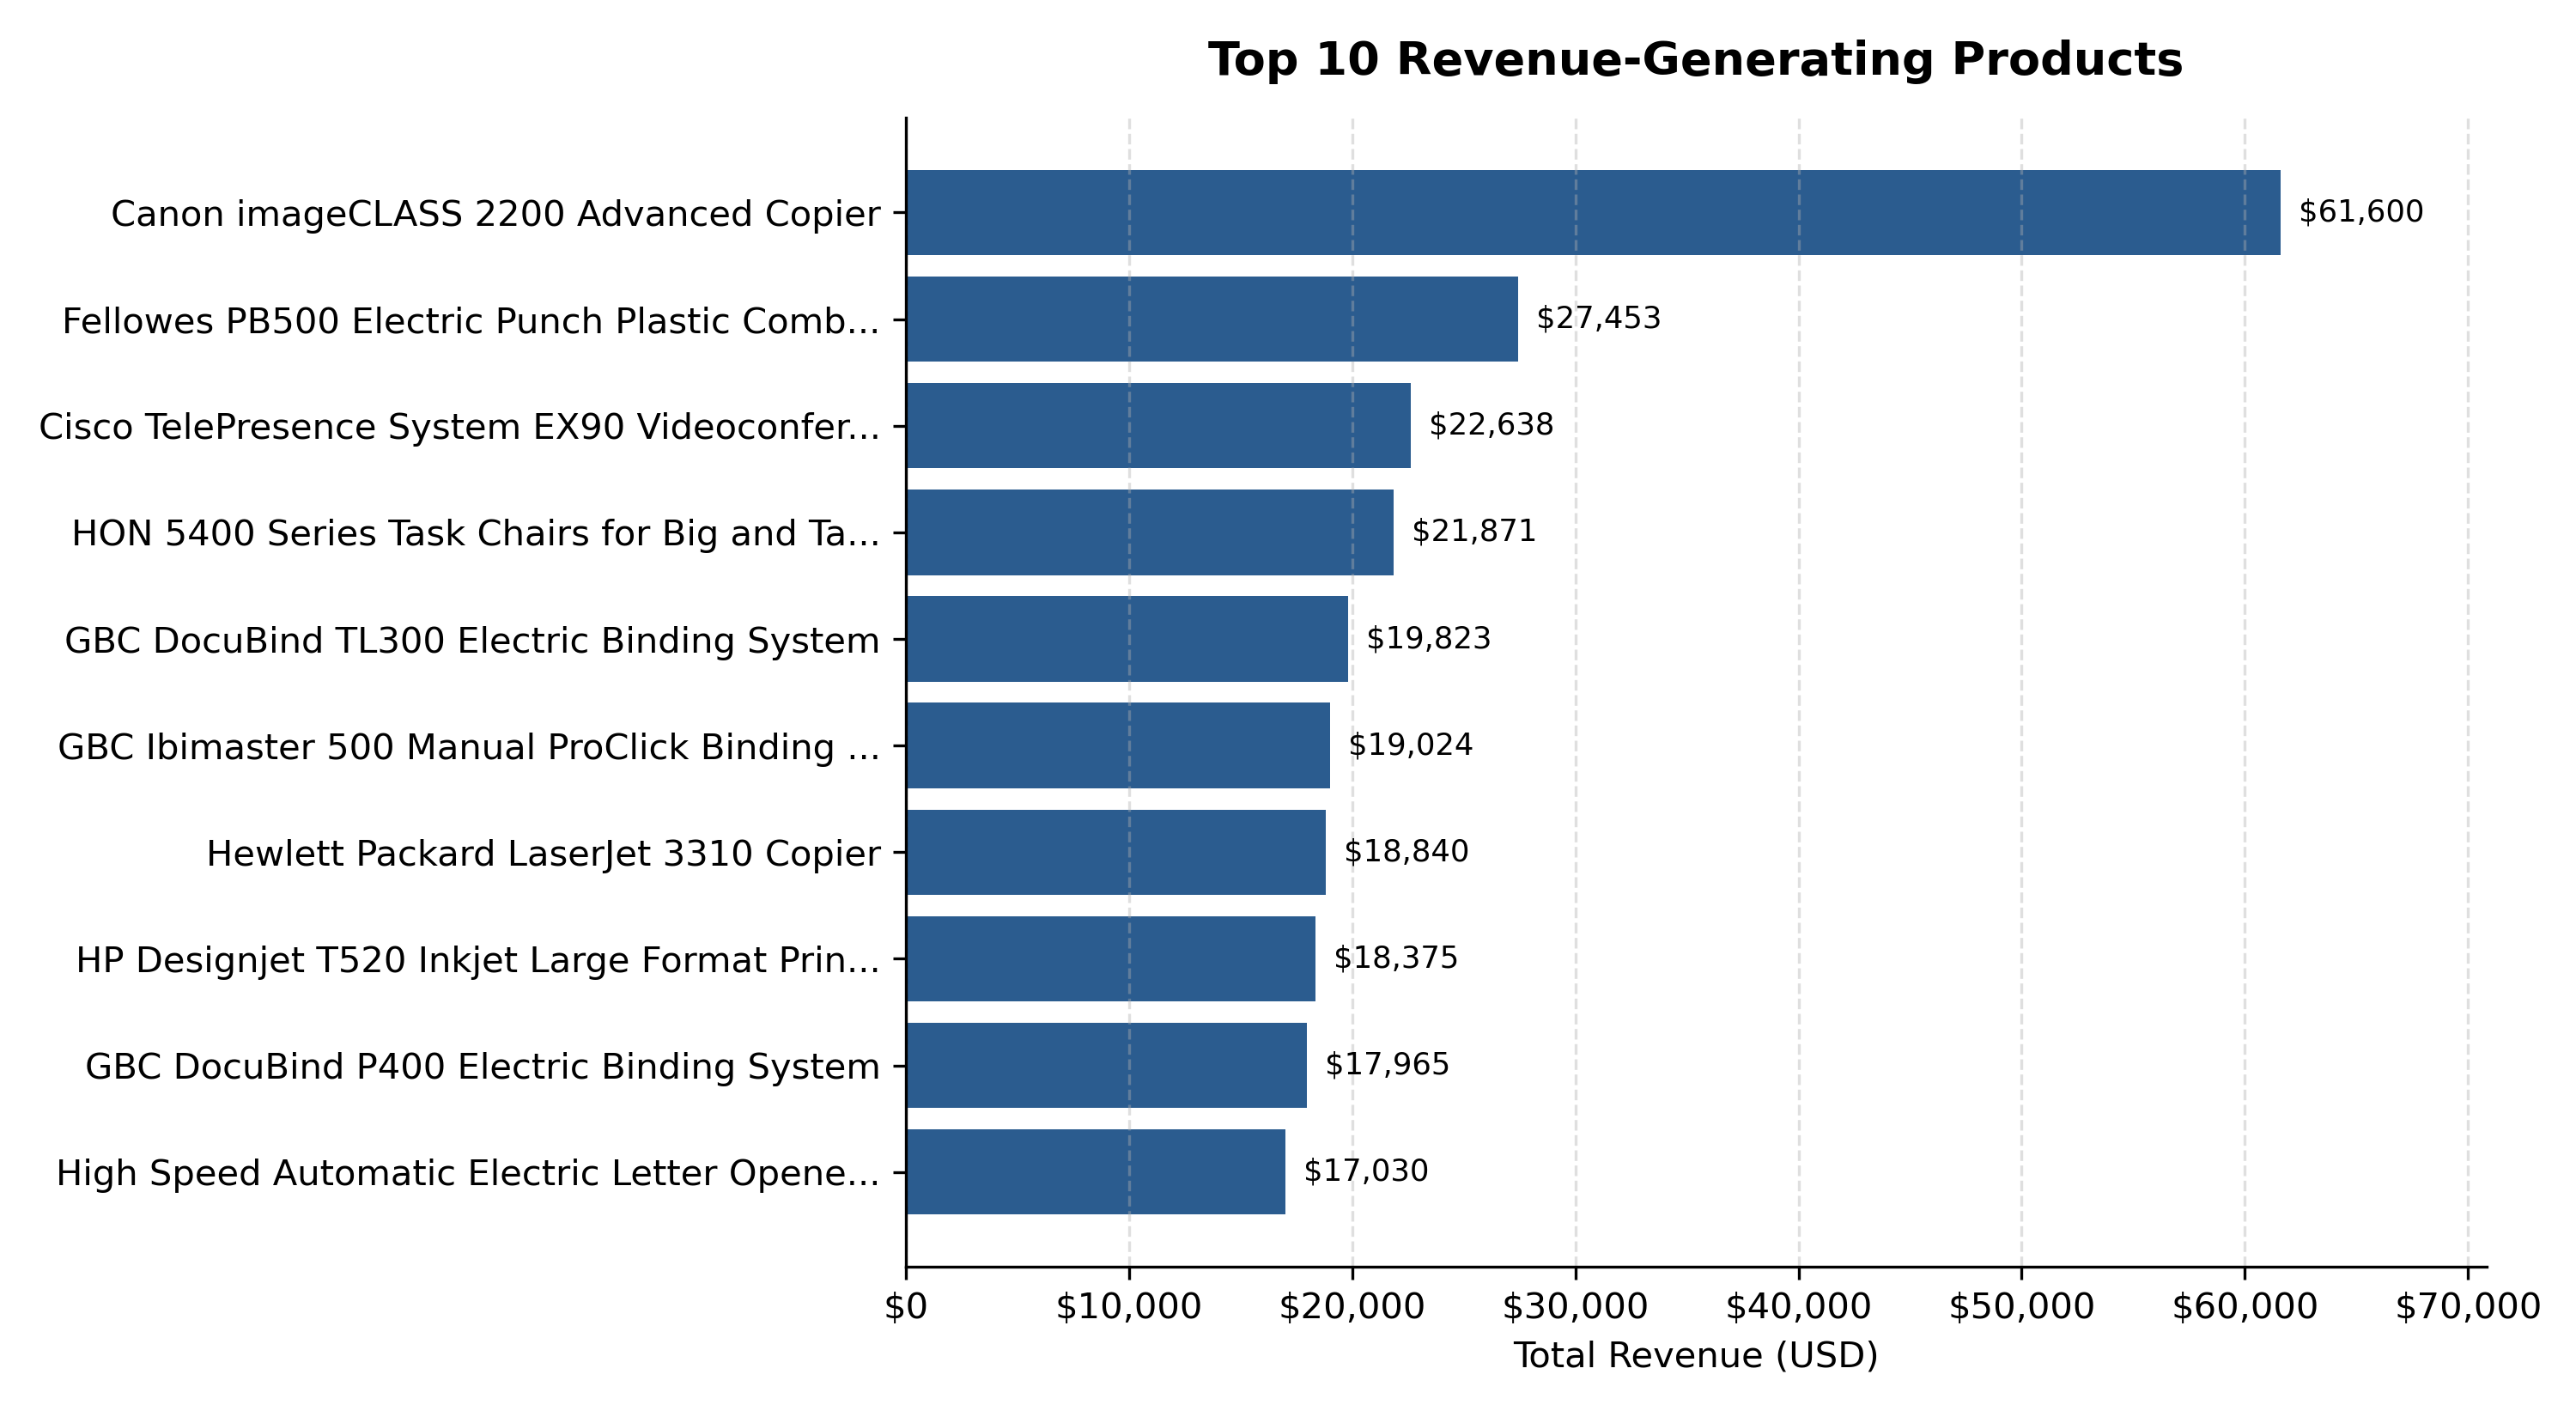 Top 10 Revenue-Generating Products
Canon imageCLASS 2200 Advanced Copier $61,600
Fellowes PB500 Electric Punch Plastic Comb... $27,453
Cisco TelePresence System EX90 Videoconfer... $22,638
HON 5400 Series Task Chairs for Big and Ta... $21,871
GBC DocuBind TL300 Electric Binding System $19,823
GBC Ibimaster 500 Manual ProClick Binding ... $19,024
Hewlett Packard LaserJet 3310 Copier $18,840
HP Designjet T520 Inkjet Large Format Prin... $18,375
GBC DocuBind P400 Electric Binding System $17,965
High Speed Automatic Electric Letter Opene... $17,030
$0 $10,000 $20,000 $30,000 $40,000 $50,000 $60,000 $70,000
Total Revenue (USD)